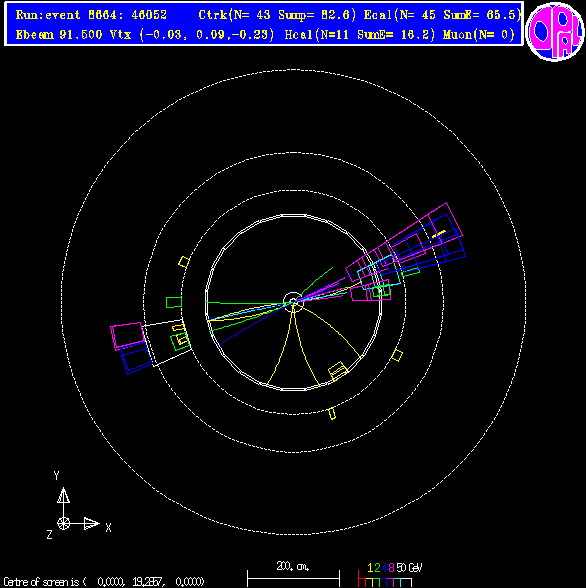 Run:event 8664: 46052 Ctrk(N= 43 Sump= 82.6) Ecal(N= 45 SumE= 65.5)
Ebeam 91.500 Vtx (-0.03, 0.09,-0.23) Hcal(N=11 SumE= 16.2) Muon(N= 0)
OPAL
Y
X
Z
200. cm.
1 2 4 8 50 GeV
Centre of screen is ( 0.0000, 19.2857, 0.0000)